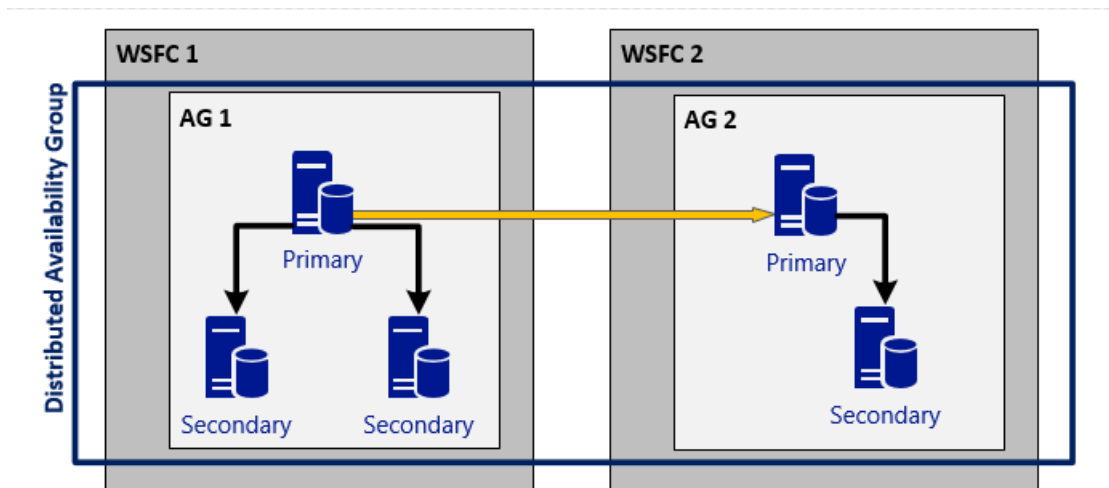 WSFC 1
WSFC 2
Distributed Availability Group
AG 1
AG 2
Primary
Primary
Secondary
Secondary
Secondary